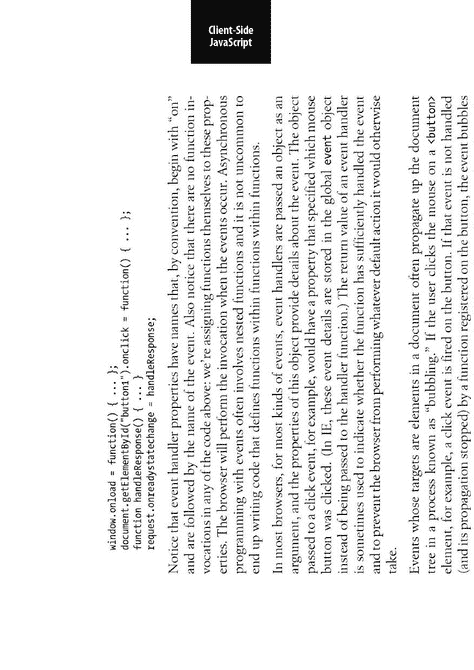 Client-Side
JavaScript
window.onload = function() { ... };
document.getElementById("button1").onclick = function() { ... };
function handleResponse() { ... }
request.onreadystatechange = handleResponse;
Notice that event handler properties have names that, by convention, begin with “on”
and are followed by the name of the event. Also notice that there are no function in-
vocations in any of the code above: we’re assigning functions themselves to these prop-
erties. The browser will perform the invocation when the events occur. Asynchronous
programming with events often involves nested functions and it is not uncommon to
end up writing code that defines functions within functions within functions.
In most browsers, for most kinds of events, event handlers are passed an object as an
argument, and the properties of this object provide details about the event. The object
passed to a click event, for example, would have a property that specified which mouse
button was clicked. (In IE, these event details are stored in the global event object
instead of being passed to the handler function.) The return value of an event handler
is sometimes used to indicate whether the function has sufficiently handled the event
and to prevent the browser from performing whatever default action it would otherwise
take.
Events whose targets are elements in a document often propagate up the document
tree in a process known as “bubbling.” If the user clicks the mouse on a <button>
element, for example, a click event is fired on the button. If that event is not handled
(and its propagation stopped) by a function registered on the button, the event bubbles